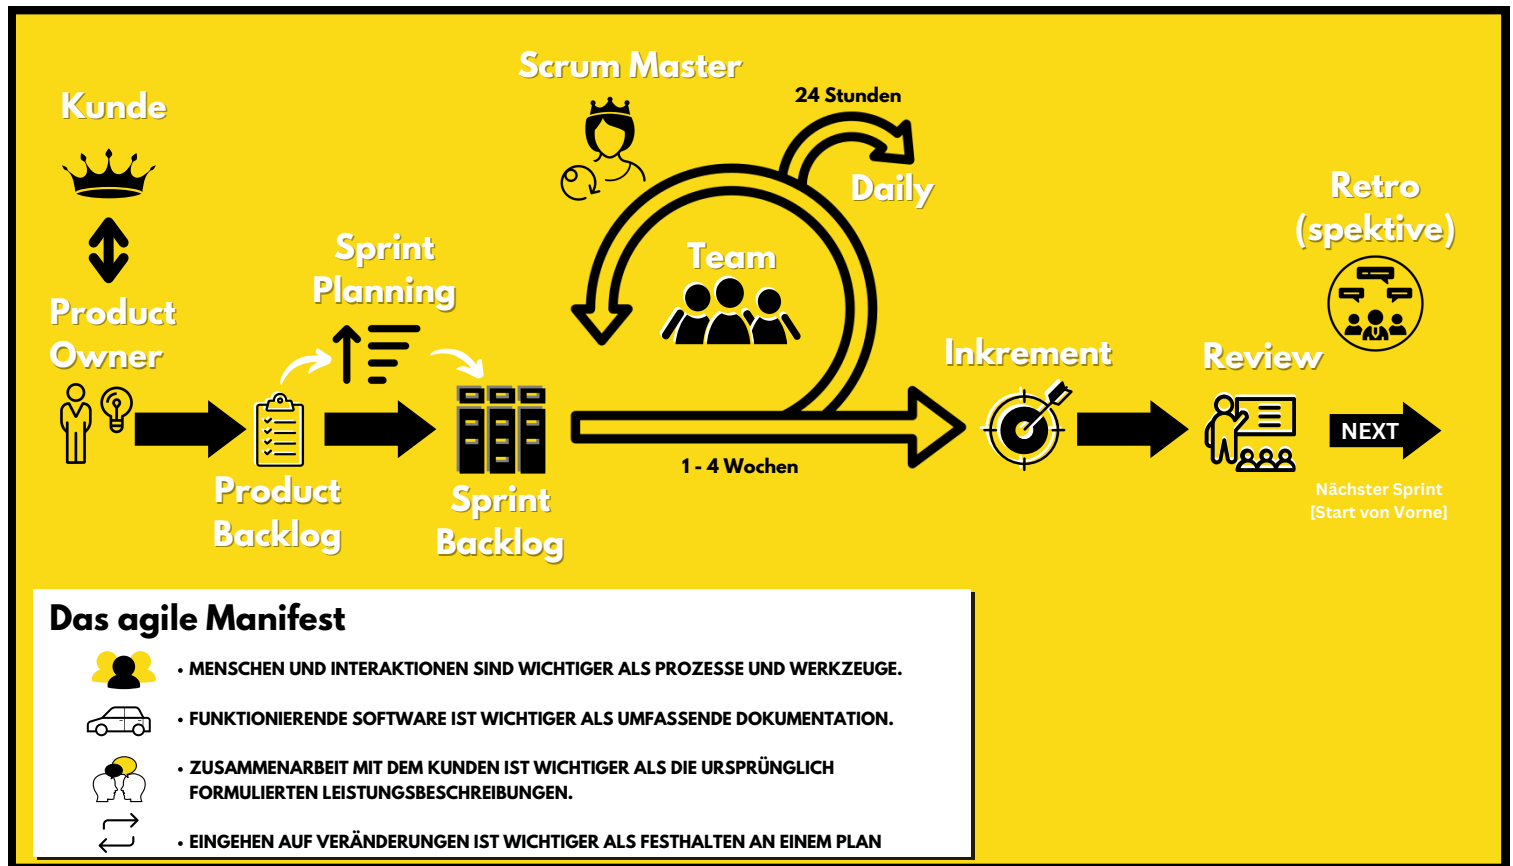 Kunde
Scrum Master
24 Stunden
Daily
Retro
(spektive)
Sprint
Planning
Team
Product
Owner
Inkrement
Review
NEXT
1 - 4 Wochen
Product
Backlog
Sprint
Backlog
Nächster Sprint
[Start von Vorne]
Das agile Manifest
• MENSCHEN UND INTERAKTIONEN SIND WICHTIGER ALS PROZESSE UND WERKZEUGE.
• FUNKTIONIERENDE SOFTWARE IST WICHTIGER ALS UMFASSENDE DOKUMENTATION.
• ZUSAMMENARBEIT MIT DEM KUNDEN IST WICHTIGER ALS DIE URSPRÜNGLICH
FORMULIERTEN LEISTUNGSBESCHREIBUNGEN.
• EINGEHEN AUF VERÄNDERUNGEN IST WICHTIGER ALS FESTHALTEN AN EINEM PLAN